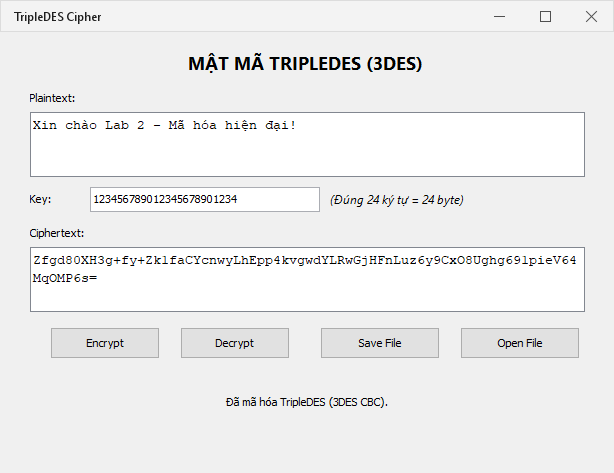 TripleDES Cipher
MẬT MÃ TRIPLEDES (3DES)
Plaintext:
Xin chào Lab 2 – Mã hóa hiện đại!
Key:
123456789012345678901234
(Đúng 24 ký tự = 24 byte)
Ciphertext:
Zfgd80XH3g+fy+Zk1faCYcnwyLhEpp4kvgwdYLRwGjHFnLuz6y9CxO8Ughg691pieV64
MqOMP6s=
Encrypt
Decrypt
Save File
Open File
Đã mã hóa TripleDES (3DES CBC).